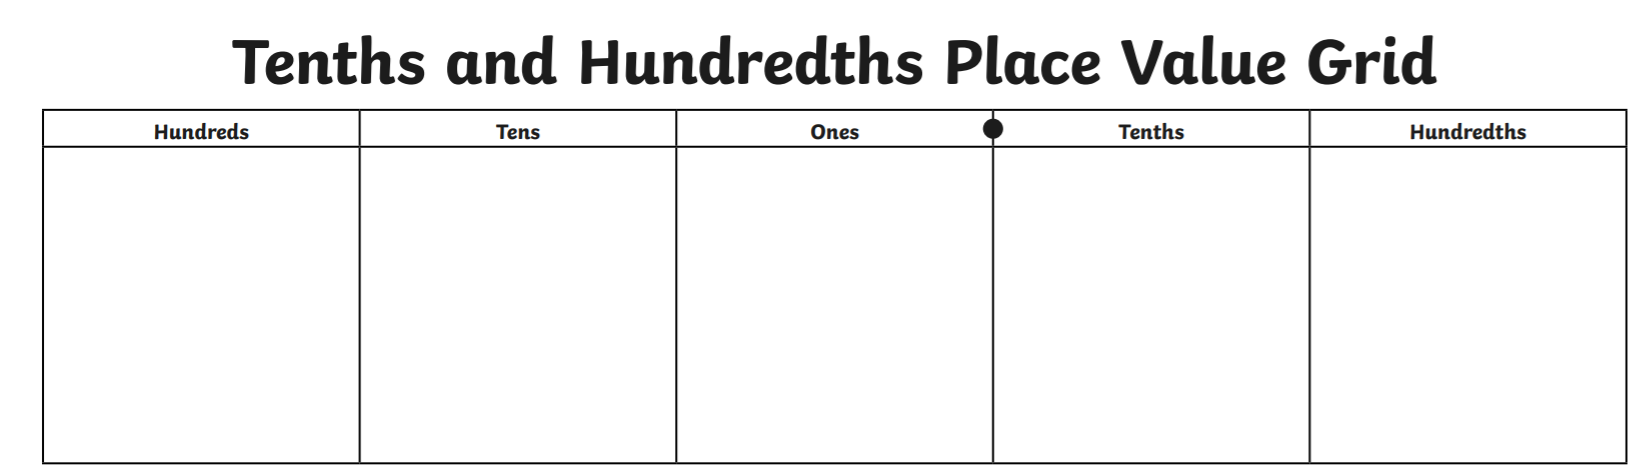 Tenths and Hundredths Place Value Grid
Hundreds Tens Ones Tenths Hundredths